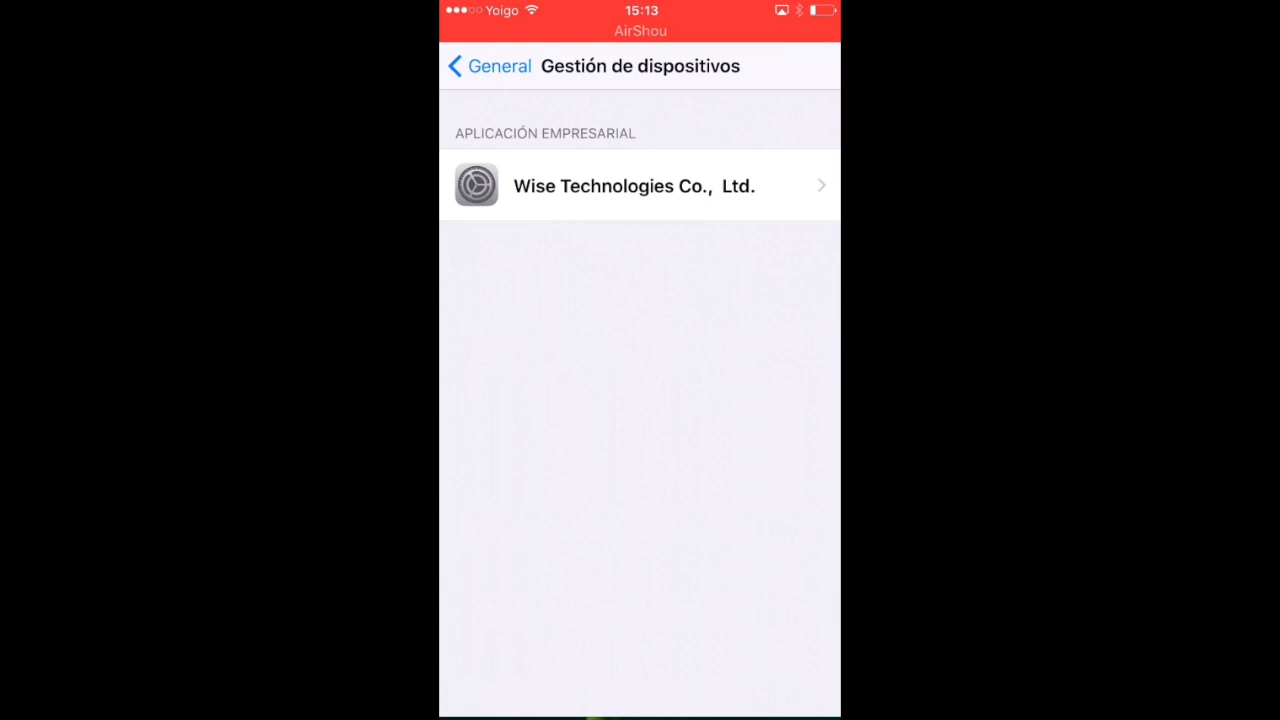 Yoigo 15:13
AirShou
General Gestión de dispositivos
APLICACIÓN EMPRESARIAL
Wise Technologies Co., Ltd.